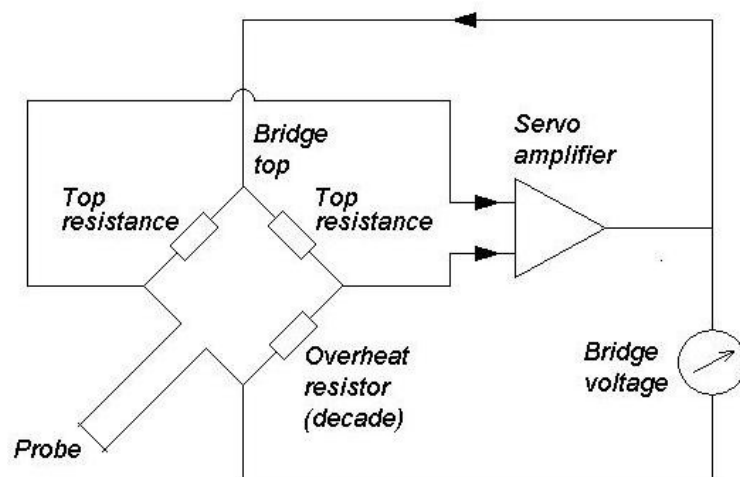 Bridge
top
Servo
amplifier
Top
resistance
Top
resistance
Overheat
resistor
(decade)
Bridge
voltage
Probe